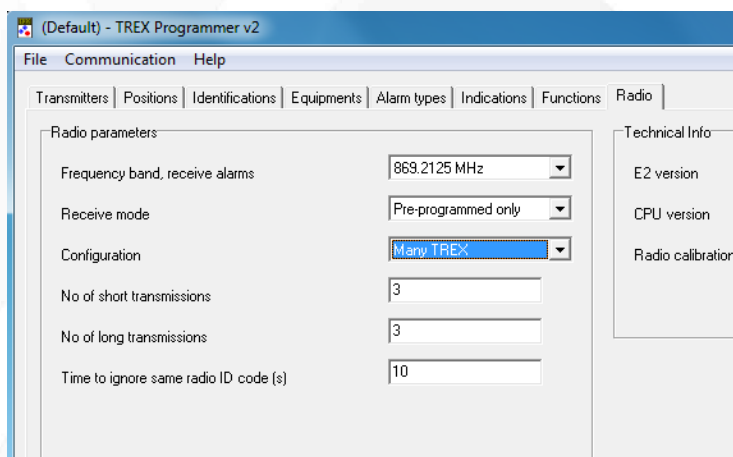 (Default) - TREX Programmer v2
File Communication Help
Transmitters Positions Identifications Equipments Alarm types Indications Functions Radio
Radio parameters
Frequency band, receive alarms 869.2125 MHz
Receive mode Pre-programmed only
Configuration Many TREX
No of short transmissions 3
No of long transmissions 3
Time to ignore same radio ID code (s) 10
Technical Info
E2 version
CPU version
Radio calibration